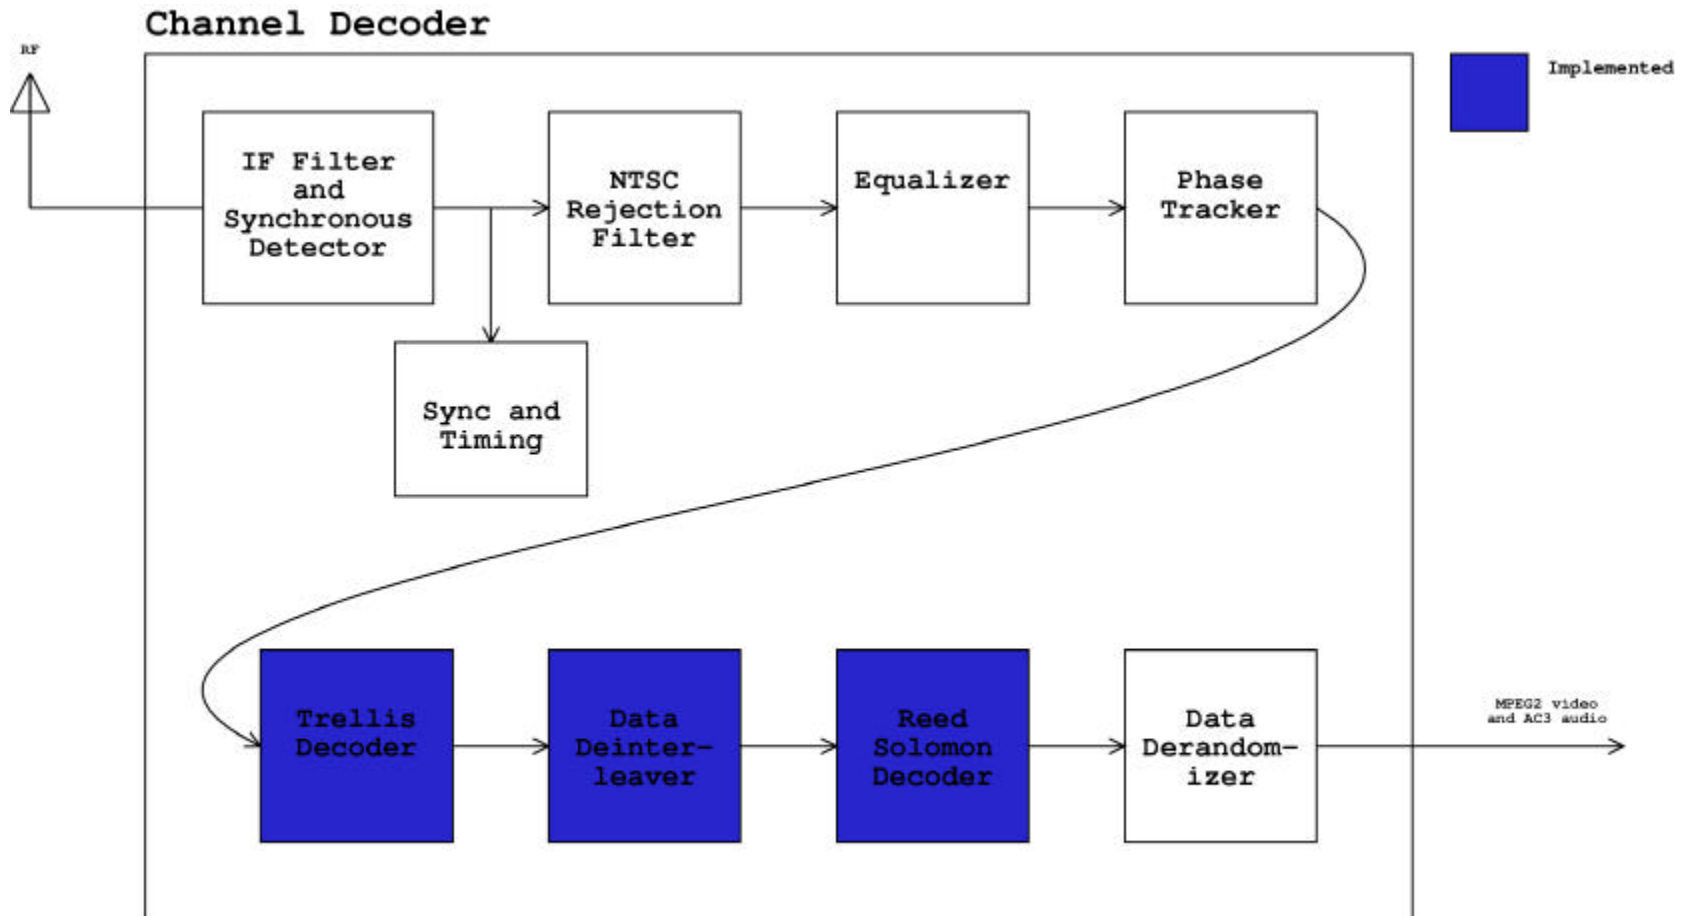 Channel Decoder
RF
Implemented
IF Filter
and
Synchronous
Detector
NTSC
Rejection
Filter
Equalizer
Phase
Tracker
Sync and
Timing
Trellis
Decoder
Data
Deinter-
leaver
Reed
Solomon
Decoder
Data
Derandom-
izer
MPEG2 video
and AC3 audio